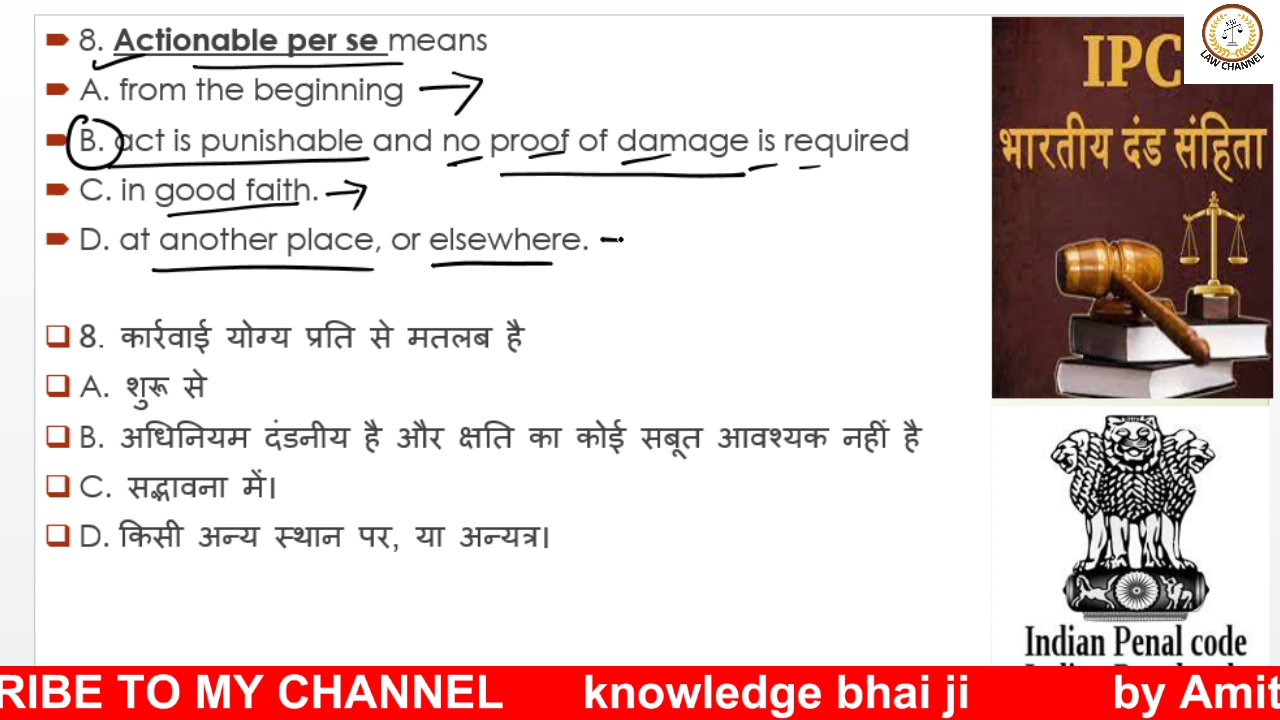 8. Actionable per se means
A. from the beginning
B. act is punishable and no proof of damage is required
C. in good faith.
D. at another place, or elsewhere.
8. कार्रवाई योग्य प्रति से मतलब है
A. शुरू से
B. अधिनियम दंडनीय है और क्षति का कोई सबूत आवश्यक नहीं है
C. सद्भावना में।
D. किसी अन्य स्थान पर, या अन्यत्र।
IPC
भारतीय दंड संहिता
LAW CHANNEL
Indian Penal code
RIBE TO MY CHANNEL knowledge bhai ji by Amit